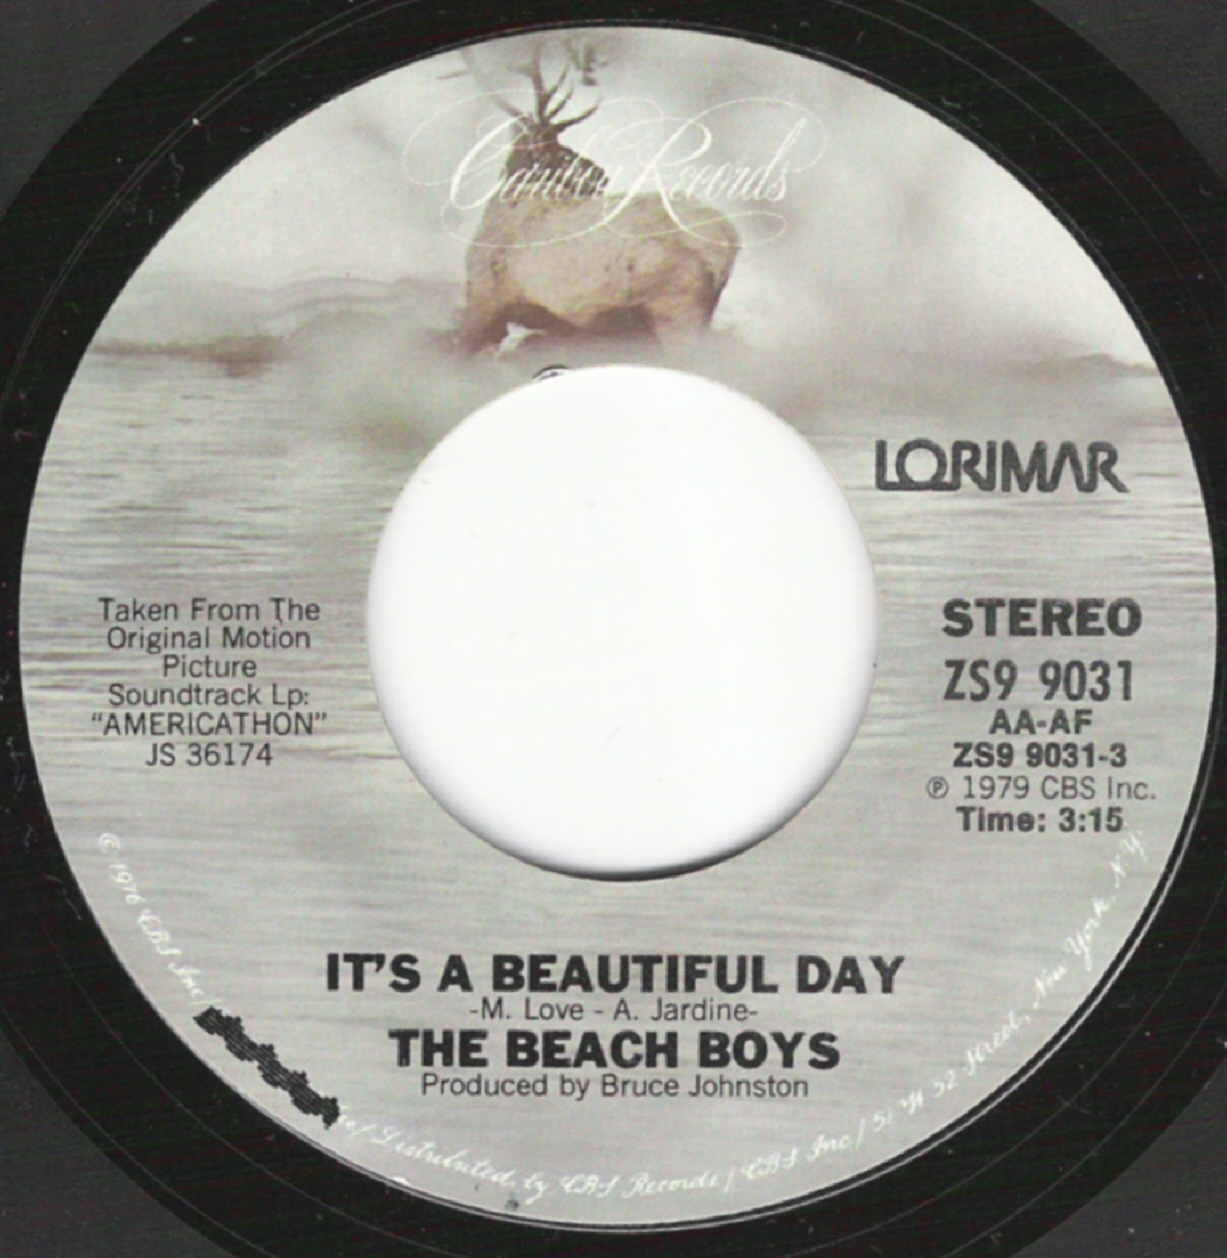 Caribou Records
LORIMAR
Taken From The
Original Motion
Picture
Soundtrack Lp:
"AMERICATHON"
JS 36174
STEREO
ZS9 9031
AA-AF
ZS9 9031-3
℗ 1979 CBS Inc.
Time: 3:15
IT'S A BEAUTIFUL DAY
-M. Love - A. Jardine-
THE BEACH BOYS
Produced by Bruce Johnston
© 1976 CBS Inc/ / Distributed by CBS Records / CBS Inc / 51 W 52 Street, New York, N.Y.